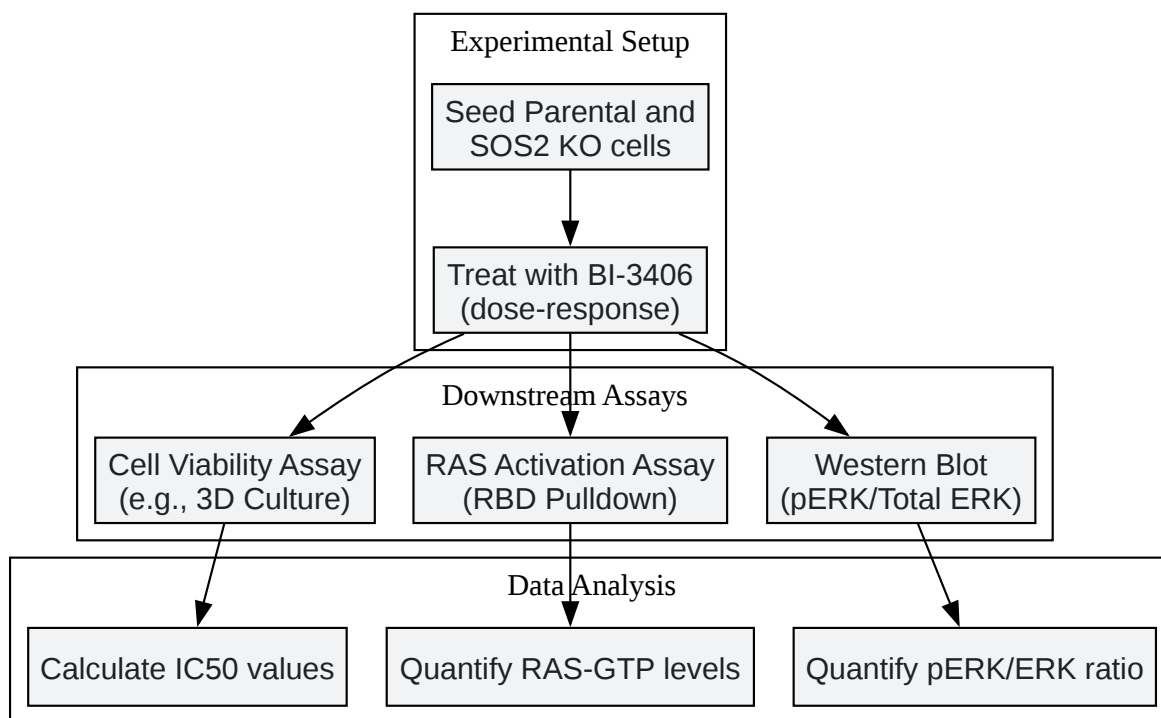 Experimental Setup
Seed Parental and
SOS2 KO cells
Treat with BI-3406
(dose-response)
Downstream Assays
Cell Viability Assay
(e.g., 3D Culture)
RAS Activation Assay
(RBD Pulldown)
Western Blot
(pERK/Total ERK)
Data Analysis
Calculate IC50 values
Quantify RAS-GTP levels
Quantify pERK/ERK ratio